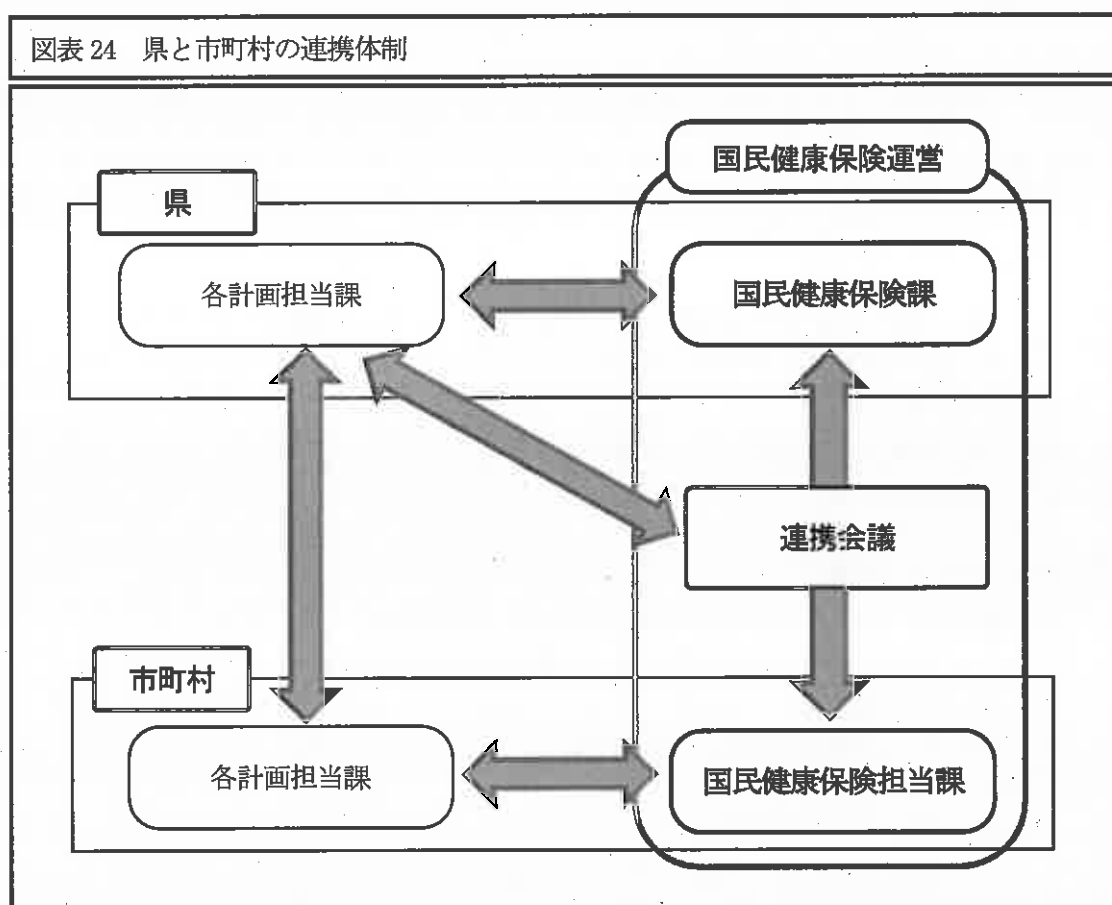 図表 24 県と市町村の連携体制
国民健康保険運営
県
各計画担当課
国民健康保険課
連携会議
市町村
各計画担当課
国民健康保険担当課